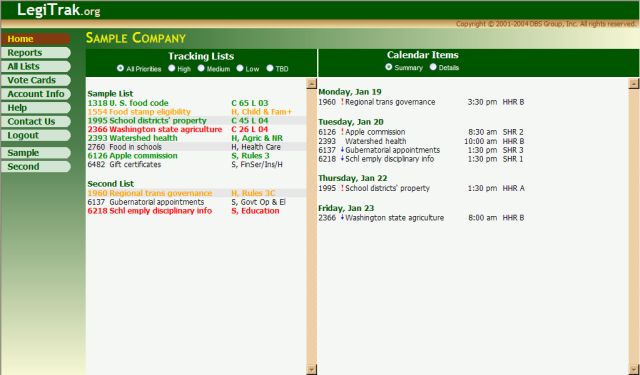 LegiTrak.org
Copyright © 2001-2004 DBS Group, Inc. All rights reserved.
Home
Reports
All Lists
Vote Cards
Account Info
Help
Contact Us
Logout
Sample
Second
SAMPLE COMPANY
Tracking Lists
All Priorities High Medium Low TBD
Sample List
1318 U. S. food code C 65 L 03
1554 Food stamp eligibility H, Child & Fam+
1995 School districts' property C 45 L 04
2366 Washington state agriculture C 26 L 04
2393 Watershed health H, Agric & NR
2760 Food in schools H, Health Care
6126 Apple commission S, Rules 3
6482 Gift certificates S, FinSer/Ins/H
Second List
1960 Regional trans governance H, Rules 3C
6137 Gubernatorial appointments S, Govt Op & El
6218 Schl emply disciplinary info S, Education
Calendar Items
Summary Details
Monday, Jan 19
1960 ! Regional trans governance 3:30 pm HHR B
Tuesday, Jan 20
6126 ! Apple commission 8:30 am SHR 2
2393 Watershed health 10:00 am HHR B
6137 ↓ Gubernatorial appointments 1:30 pm SHR 3
6218 ↓ Schl emply disciplinary info 1:30 pm SHR 1
Thursday, Jan 22
1995 ! School districts' property 1:30 pm HHR A
Friday, Jan 23
2366 ↓ Washington state agriculture 8:00 am HHR B